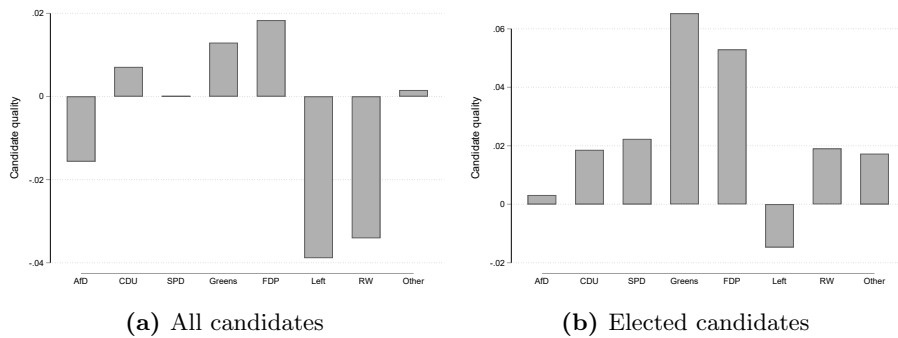 .02
0
-.02
-.04
Candidate quality
AfD CDU SPD Greens FDP Left RW Other
(a) All candidates
.06
.04
.02
0
-.02
Candidate quality
AfD CDU SPD Greens FDP Left RW Other
(b) Elected candidates